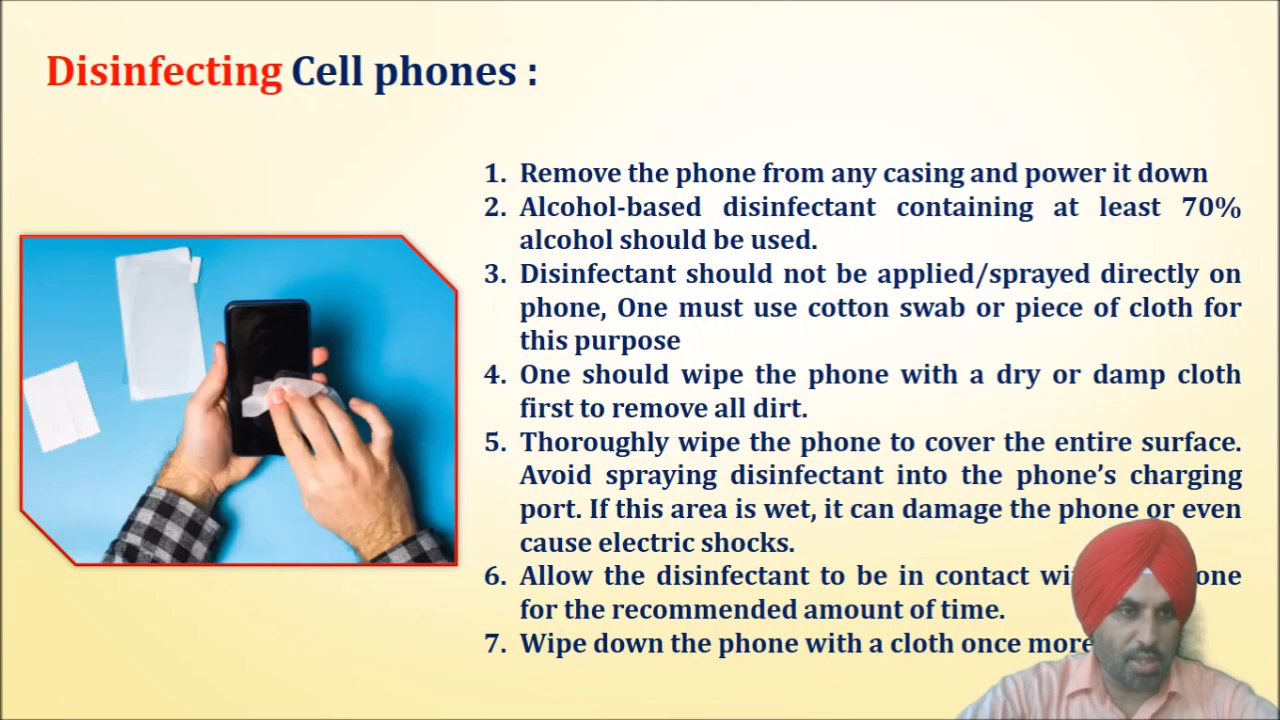 Disinfecting Cell phones :
1. Remove the phone from any casing and power it down
2. Alcohol-based disinfectant containing at least 70%
alcohol should be used.
3. Disinfectant should not be applied/sprayed directly on
phone, One must use cotton swab or piece of cloth for
this purpose
4. One should wipe the phone with a dry or damp cloth
first to remove all dirt.
5. Thoroughly wipe the phone to cover the entire surface.
Avoid spraying disinfectant into the phone’s charging
port. If this area is wet, it can damage the phone or even
cause electric shocks.
6. Allow the disinfectant to be in contact
for the recommended amount of time.
7. Wipe down the phone with a cloth once more